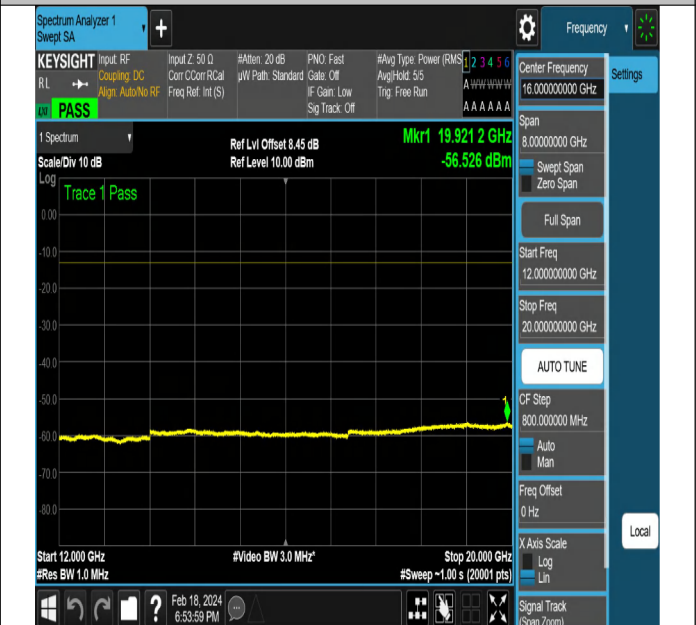 Spectrum Analyzer 1
Swept SA
Frequency
KEYSIGHT
RL
PASS
Input: RF
Coupling: DC
Align: Auto/No RF
Input Z: 50 Ω
Corr CCorr RCal
Freq Ref: Int (S)
#Atten: 20 dB
µW Path: Standard
PNO: Fast
Gate: Off
IF Gain: Low
Sig Track: Off
#Avg Type: Power (RMS
Avg|Hold: 5/5
Trig: Free Run
1 2 3 4 5 6
A W W W W W
A A A A A A
1 Spectrum
Scale/Div 10 dB
Ref Lvl Offset 8.45 dB
Ref Level 10.00 dBm
Mkr1 19.921 2 GHz
-56.526 dBm
Log
Trace 1 Pass
0.00
-10.0
-20.0
-30.0
-40.0
-50.0
-60.0
-70.0
-80.0
1
Start 12.000 GHz
#Res BW 1.0 MHz
#Video BW 3.0 MHz*
Stop 20.000 GHz
#Sweep ~1.00 s (20001 pts)
Feb 18, 2024
6:53:59 PM
Center Frequency
16.000000000 GHz
Settings
Span
8.00000000 GHz
Swept Span
Zero Span
Full Span
Start Freq
12.000000000 GHz
Stop Freq
20.000000000 GHz
AUTO TUNE
CF Step
800.000000 MHz
Auto
Man
Freq Offset
0 Hz
Local
X Axis Scale
Log
Lin
Signal Track
(Span Zoom)